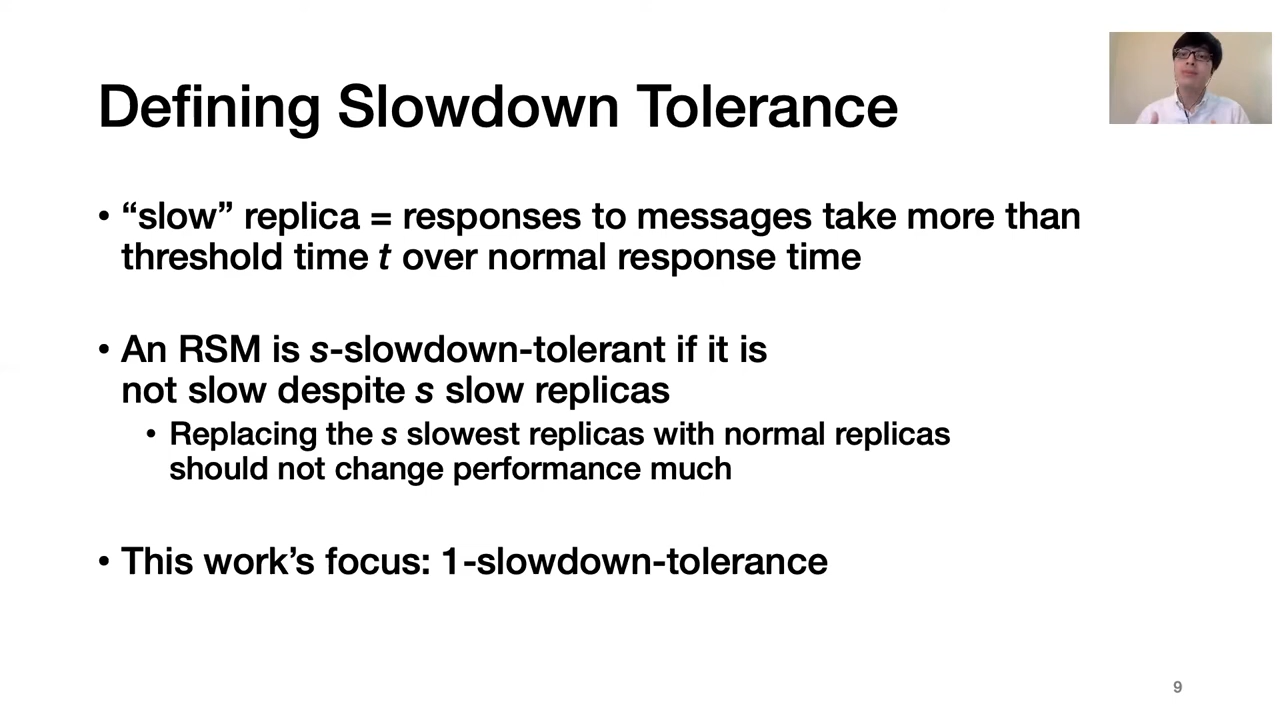 Defining Slowdown Tolerance
• “slow” replica = responses to messages take more than
threshold time t over normal response time
• An RSM is s-slowdown-tolerant if it is
not slow despite s slow replicas
• Replacing the s slowest replicas with normal replicas
should not change performance much
• This work’s focus: 1-slowdown-tolerance
9